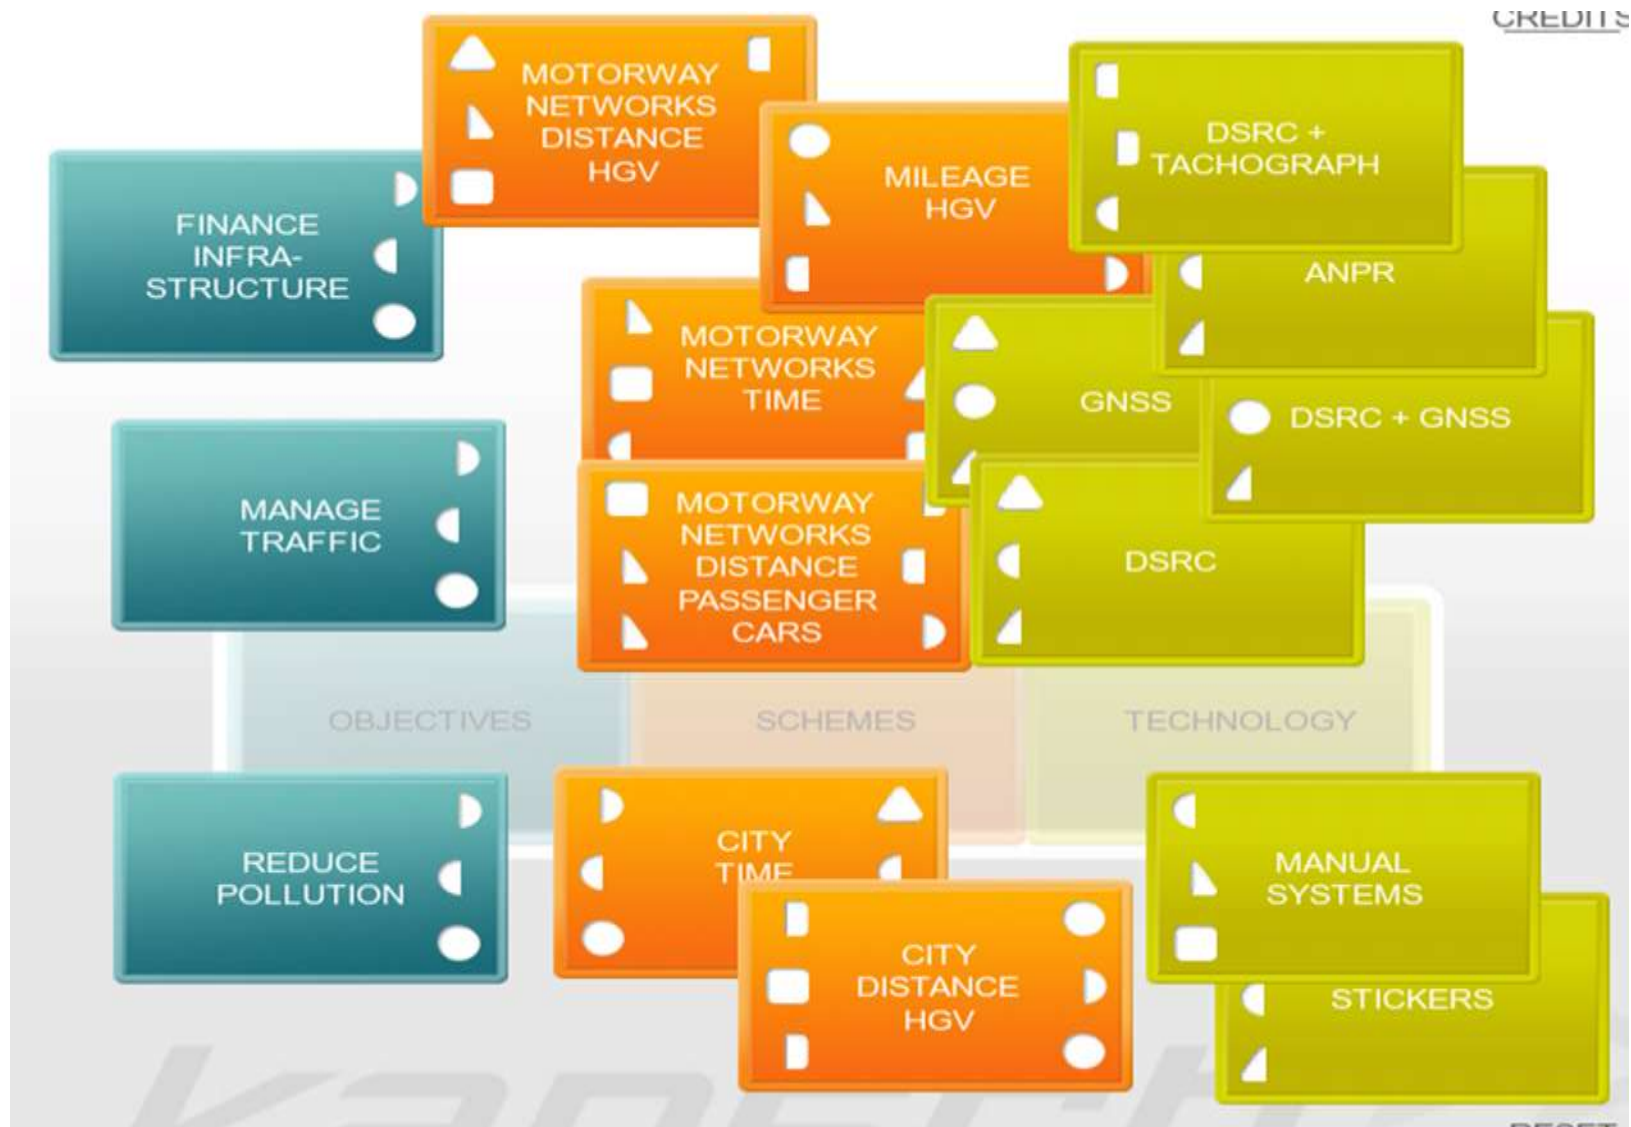 CREDITS
MOTORWAY
NETWORKS
DISTANCE
HGV
MILEAGE
HGV
DSRC +
TACHOGRAPH
FINANCE
INFRA-
STRUCTURE
ANPR
MOTORWAY
NETWORKS
TIME
GNSS
DSRC + GNSS
MANAGE
TRAFFIC
MOTORWAY
NETWORKS
DISTANCE
PASSENGER
CARS
DSRC
OBJECTIVES
SCHEMES
TECHNOLOGY
REDUCE
POLLUTION
CITY
TIME
MANUAL
SYSTEMS
CITY
DISTANCE
HGV
STICKERS
RESET